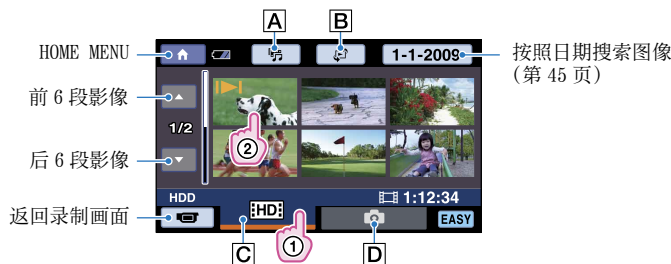 A
B
HOME MENU
1-1-2009
按照日期搜索图像
(第 45 页)
前 6 段影像
1/2
②
后 6 段影像
HDD
1:12:34
返回录制画面
HD
①
EASY
C
D